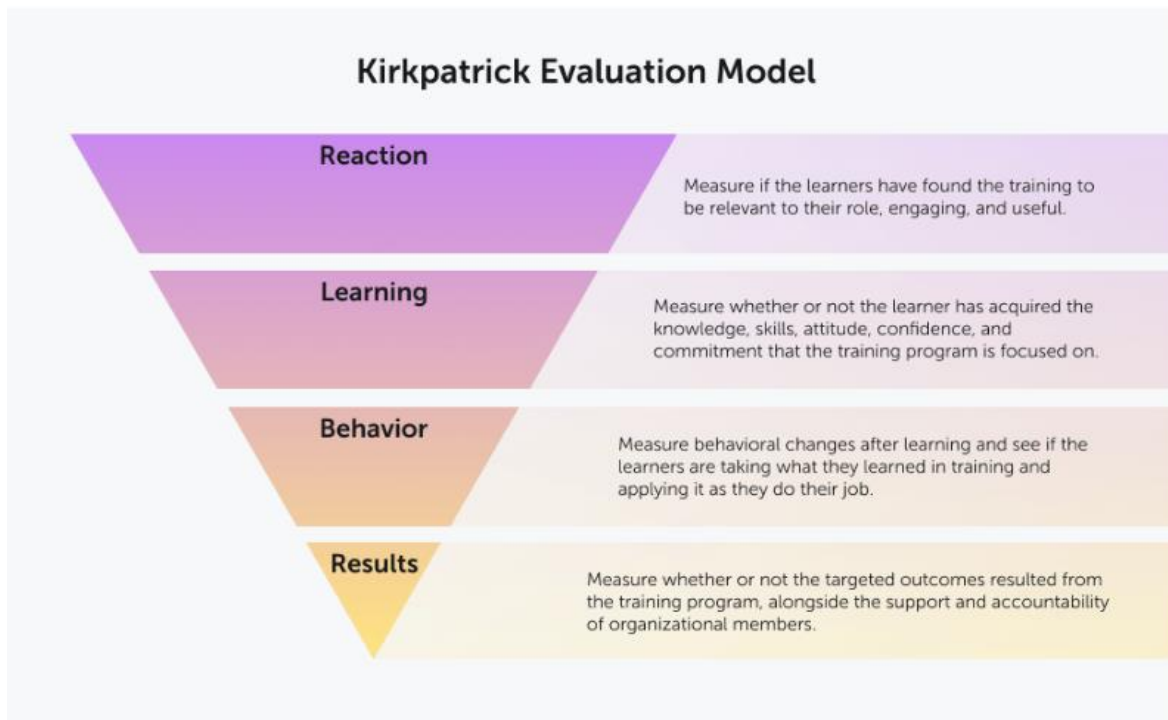 Kirkpatrick Evaluation Model
Reaction
Measure if the learners have found the training to
be relevant to their role, engaging, and useful.
Learning
Measure whether or not the learner has acquired the
knowledge, skills, attitude, confidence, and
commitment that the training program is focused on.
Behavior
Measure behavioral changes after learning and see if the
learners are taking what they learned in training and
applying it as they do their job.
Results
Measure whether or not the targeted outcomes resulted from
the training program, alongside the support and accountability
of organizational members.